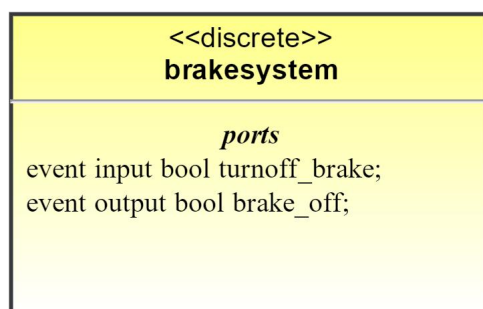 <<discrete>>
brakesystem
ports
event input bool turnoff_brake;
event output bool brake_off;